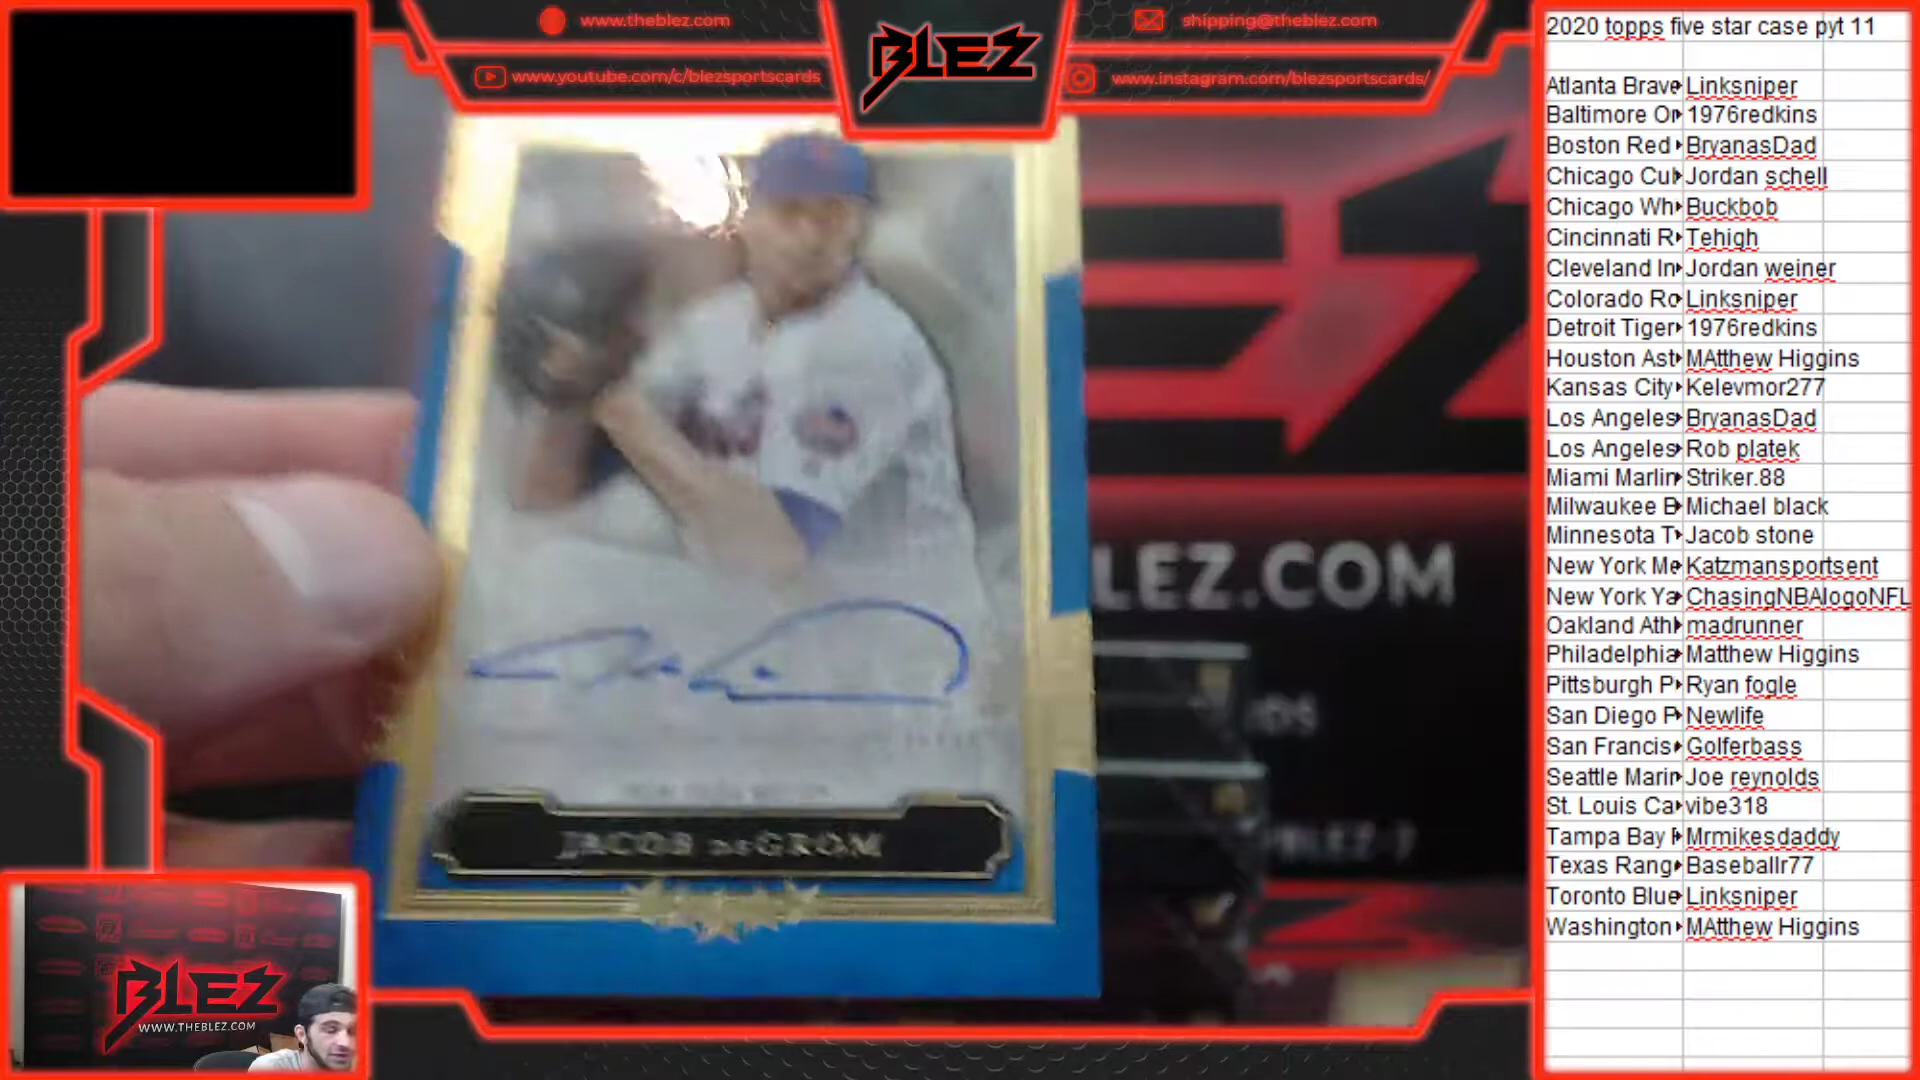 www.theblez.com
shipping@theblez.com
www.youtube.com/c/blezsportscards
www.instagram.com/blezsportscards/
BLEZ
2020 topps five star case pyt 11
Atlanta Brave Linksniper
Baltimore Or 1976redkins
Boston Red BryanasDad
Chicago Cul Jordan schell
Chicago Wh Buckbob
Cincinnati R Tehigh
Cleveland In Jordan weiner
Colorado Ro Linksniper
Detroit Tiger 1976redkins
Houston Ast MAtthew Higgins
Kansas City Kelevmor277
Los Angeles BryanasDad
Los Angeles Rob platek
Miami Marlin Striker.88
Milwaukee B Michael black
Minnesota T Jacob stone
New York Me Katzmansportsent
New York Ya ChasingNBAlogoNFL
Oakland Ath madrunner
Philadelphia Matthew Higgins
Pittsburgh P Ryan fogle
San Diego P Newlife
San Francis Golferbass
Seattle Marin Joe reynolds
St. Louis Ca vibe318
Tampa Bay Mrmikesdaddy
Texas Rang Baseballr77
Toronto Blue Linksniper
Washington MAtthew Higgins
EZ
LEZ.COM
JACOB DEGROM
BLEZ
WWW.THEBLEZ.COM